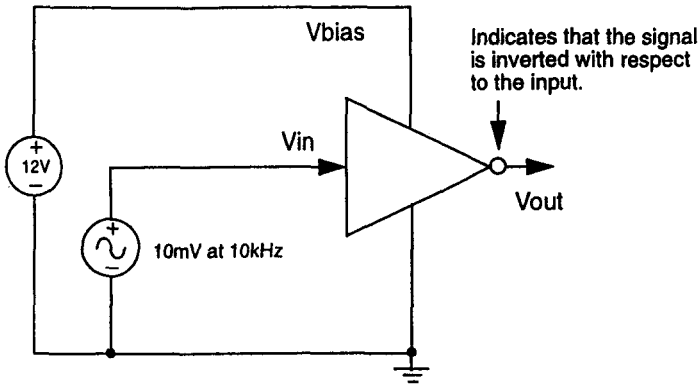 Vbias
Indicates that the signal
is inverted with respect
to the input.
Vin
+
12V
−
Vout
+
10mV at 10kHz
−